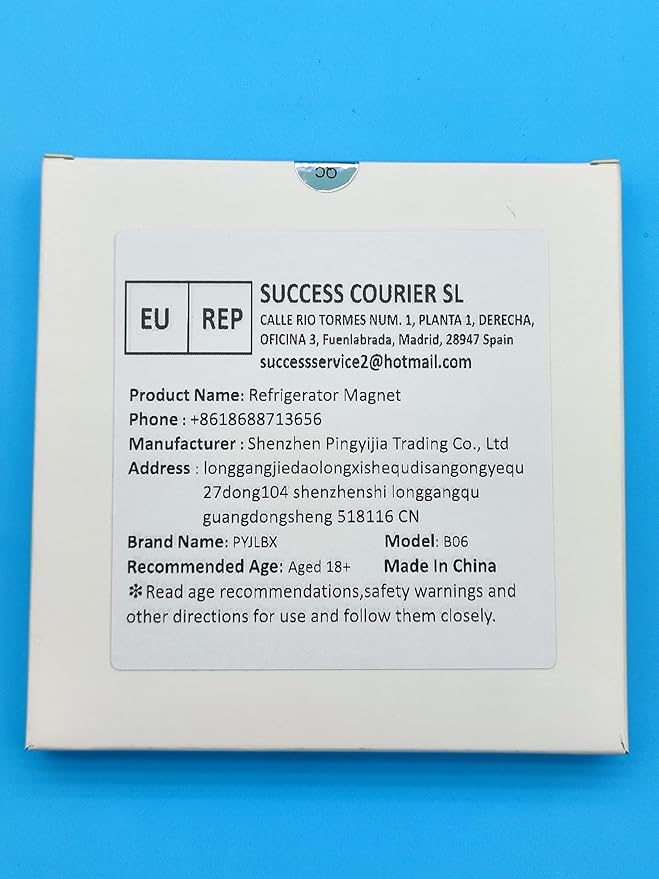 QC
EU REP
SUCCESS COURIER SL
CALLE RIO TORMES NUM. 1, PLANTA 1, DERECHA,
OFICINA 3, Fuenlabrada, Madrid, 28947 Spain
successservice2@hotmail.com
Product Name: Refrigerator Magnet
Phone : +8618688713656
Manufacturer : Shenzhen Pingyijia Trading Co., Ltd
Address : longgangjiedaolongxishequdisangongyequ
27dong104 shenzhenshi longgangqu
guangdongsheng 518116 CN
Brand Name: PYJLBX Model: B06
Recommended Age: Aged 18+ Made In China
✻Read age recommendations,safety warnings and
other directions for use and follow them closely.